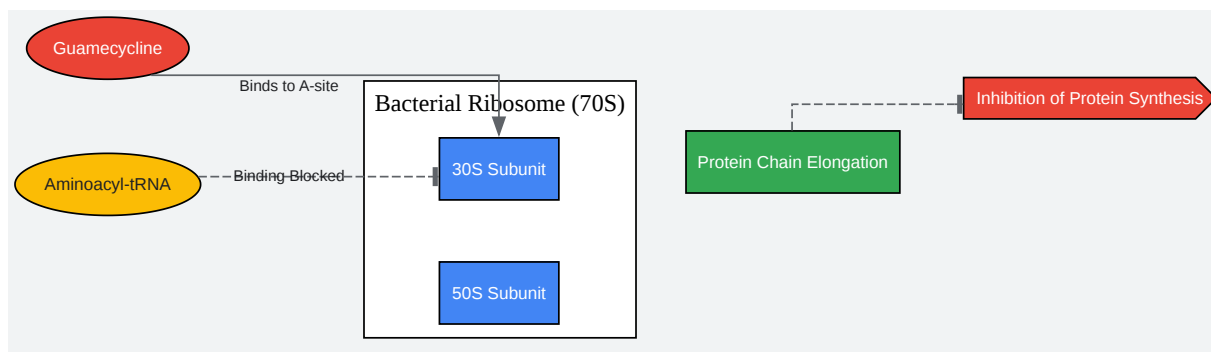 Guamecycline
Binds to A-site
Bacterial Ribosome (70S)
Inhibition of Protein Synthesis
Aminoacyl-tRNA
Binding Blocked
30S Subunit
Protein Chain Elongation
50S Subunit